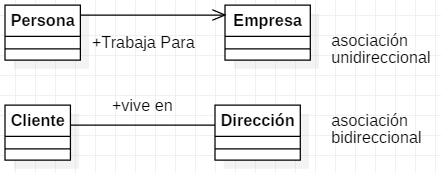 Persona
Empresa
+Trabaja Para
asociación
unidireccional
Cliente
+vive en
Dirección
asociación
bidireccional